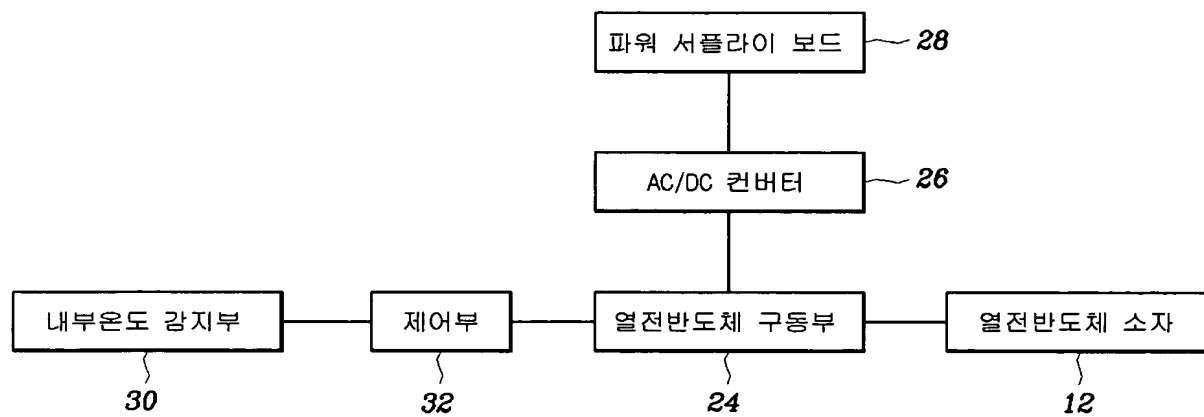 파워 서플라이 보드
28
AC/DC 컨버터
26
내부온도 감지부
제어부
열전반도체 구동부
열전반도체 소자
30
32
24
12